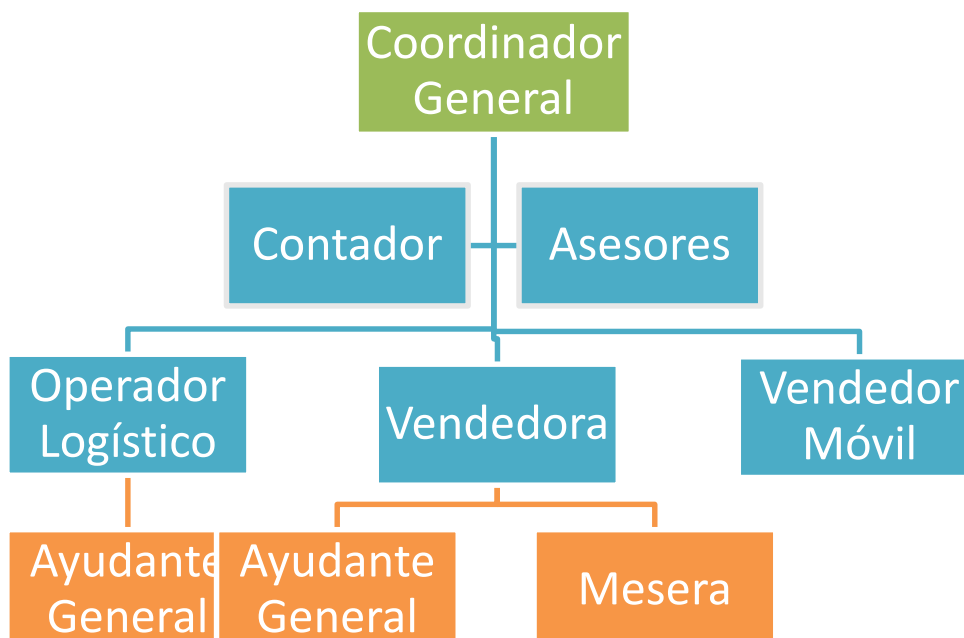 Coordinador
General
Contador
Asesores
Operador
Logístico
Vendedora
Vendedor
Móvil
Ayudante
General
Ayudante
General
Mesera